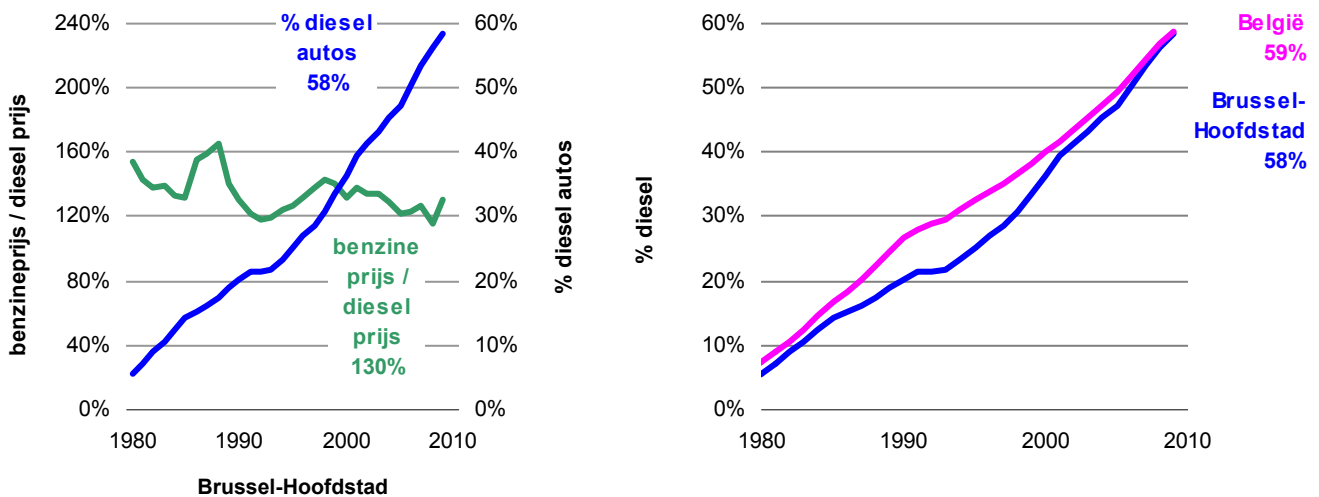 240%
200%
160%
120%
80%
40%
0%
benzineprijs / diesel prijs
% diesel
autos
58%
benzine
prijs /
diesel
prijs
130%
60%
50%
40%
30%
20%
10%
0%
% diesel autos
1980
1990
2000
2010
Brussel-Hoofdstad
60%
50%
40%
30%
20%
10%
0%
% diesel
België
59%
Brussel-
Hoofdstad
58%
1980
1990
2000
2010